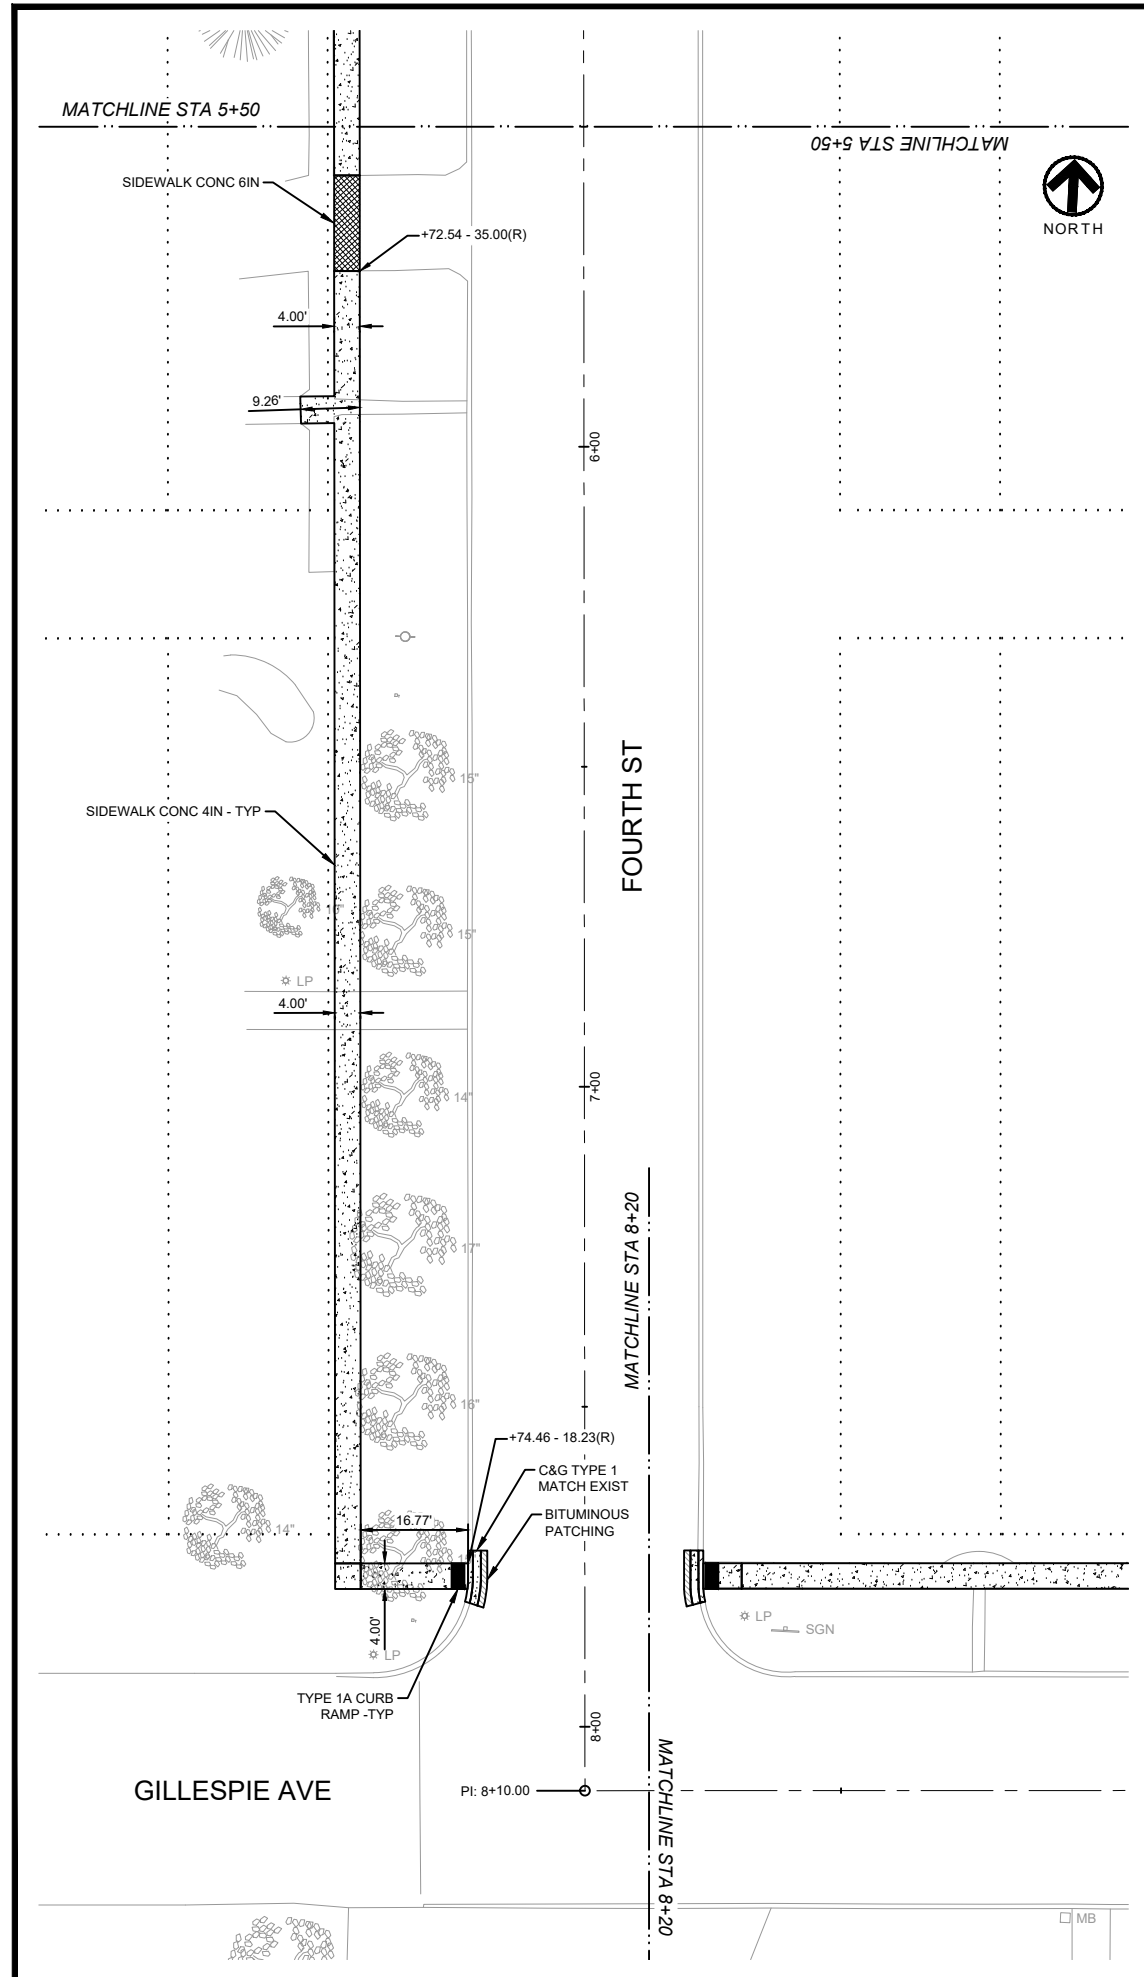 MATCHLINE STA 5+50
MATCHLINE STA 5+50
SIDEWALK CONC 6IN
NORTH
+72.54 - 35.00(R)
4.00'
9.26'
6+00
15"
FOURTH ST
SIDEWALK CONC 4IN - TYP
10"
15"
LP
4.00'
7+00
14"
MATCHLINE STA 8+20
17"
16"
+74.46 - 18.23(R)
C&G TYPE 1
MATCH EXIST
BITUMINOUS
PATCHING
16.77'
14"
4.00'
LP
LP
SGN
TYPE 1A CURB
RAMP -TYP
8+00
GILLESPIE AVE
PI: 8+10.00
MATCHLINE STA 8+20
MB